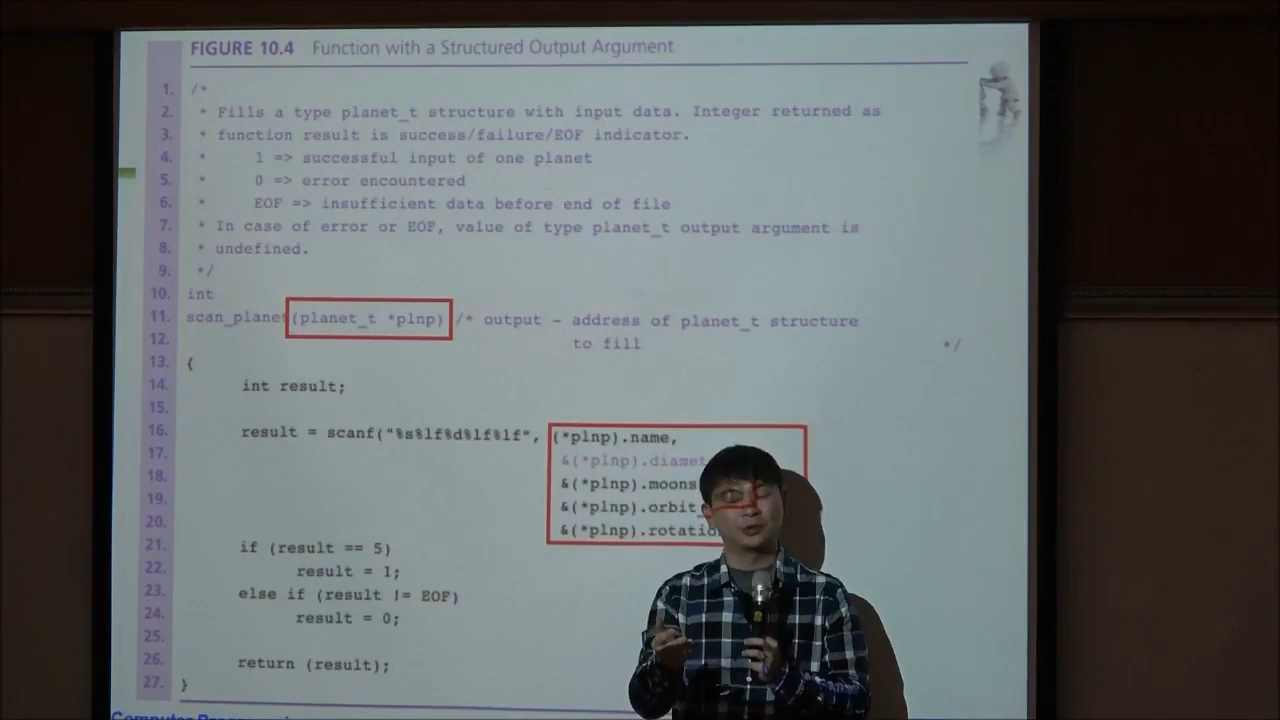 FIGURE 10.4 Function with a Structured Output Argument
1. /*
2. * Fills a type planet_t structure with input data. Integer returned as
3. * function result is success/failure/EOF indicator.
4. * 1 => successful input of one planet
5. * 0 => error encountered
6. * EOF => insufficient data before end of file
7. * In case of error or EOF, value of type planet_t output argument is
8. * undefined.
9. */
10. int
11. scan_planet(planet_t *plnp) /* output - address of planet_t structure
12. to fill */
13. {
14. int result;
15.
16. result = scanf("%s%lf%d%lf%lf", (*plnp).name,
17. &(*plnp).diamet
18. &(*plnp).moons
19. &(*plnp).orbit_
20. &(*plnp).rotatio
21. if (result == 5)
22. result = 1;
23. else if (result != EOF)
24. result = 0;
25.
26. return (result);
27. }
Computer